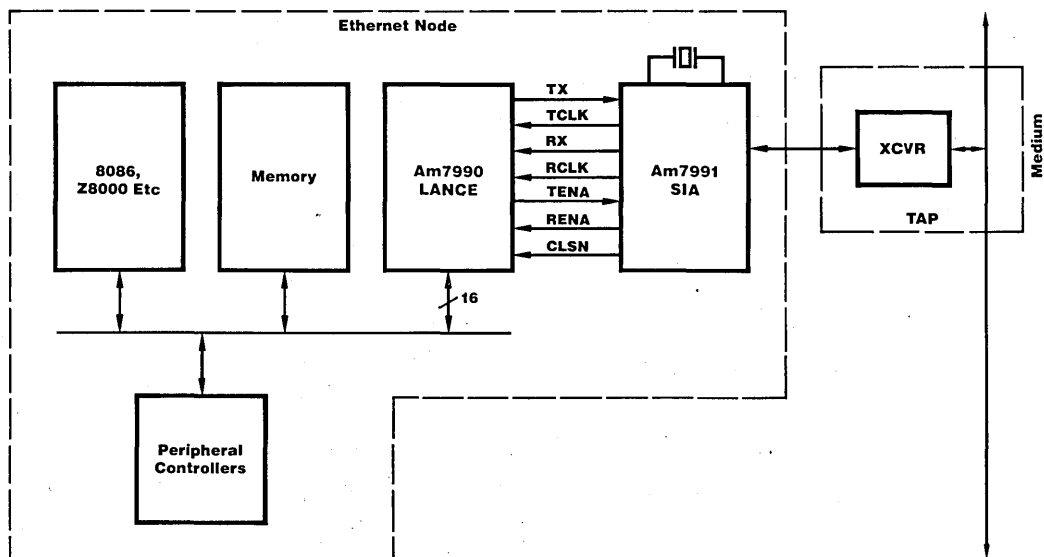 Ethernet Node
8086,
Z8000 Etc
Memory
Am7990
LANCE
TX
TCLK
RX
RCLK
TENA
RENA
CLSN
Am7991
SIA
XCVR
TAP
Medium
16
Peripheral
Controllers